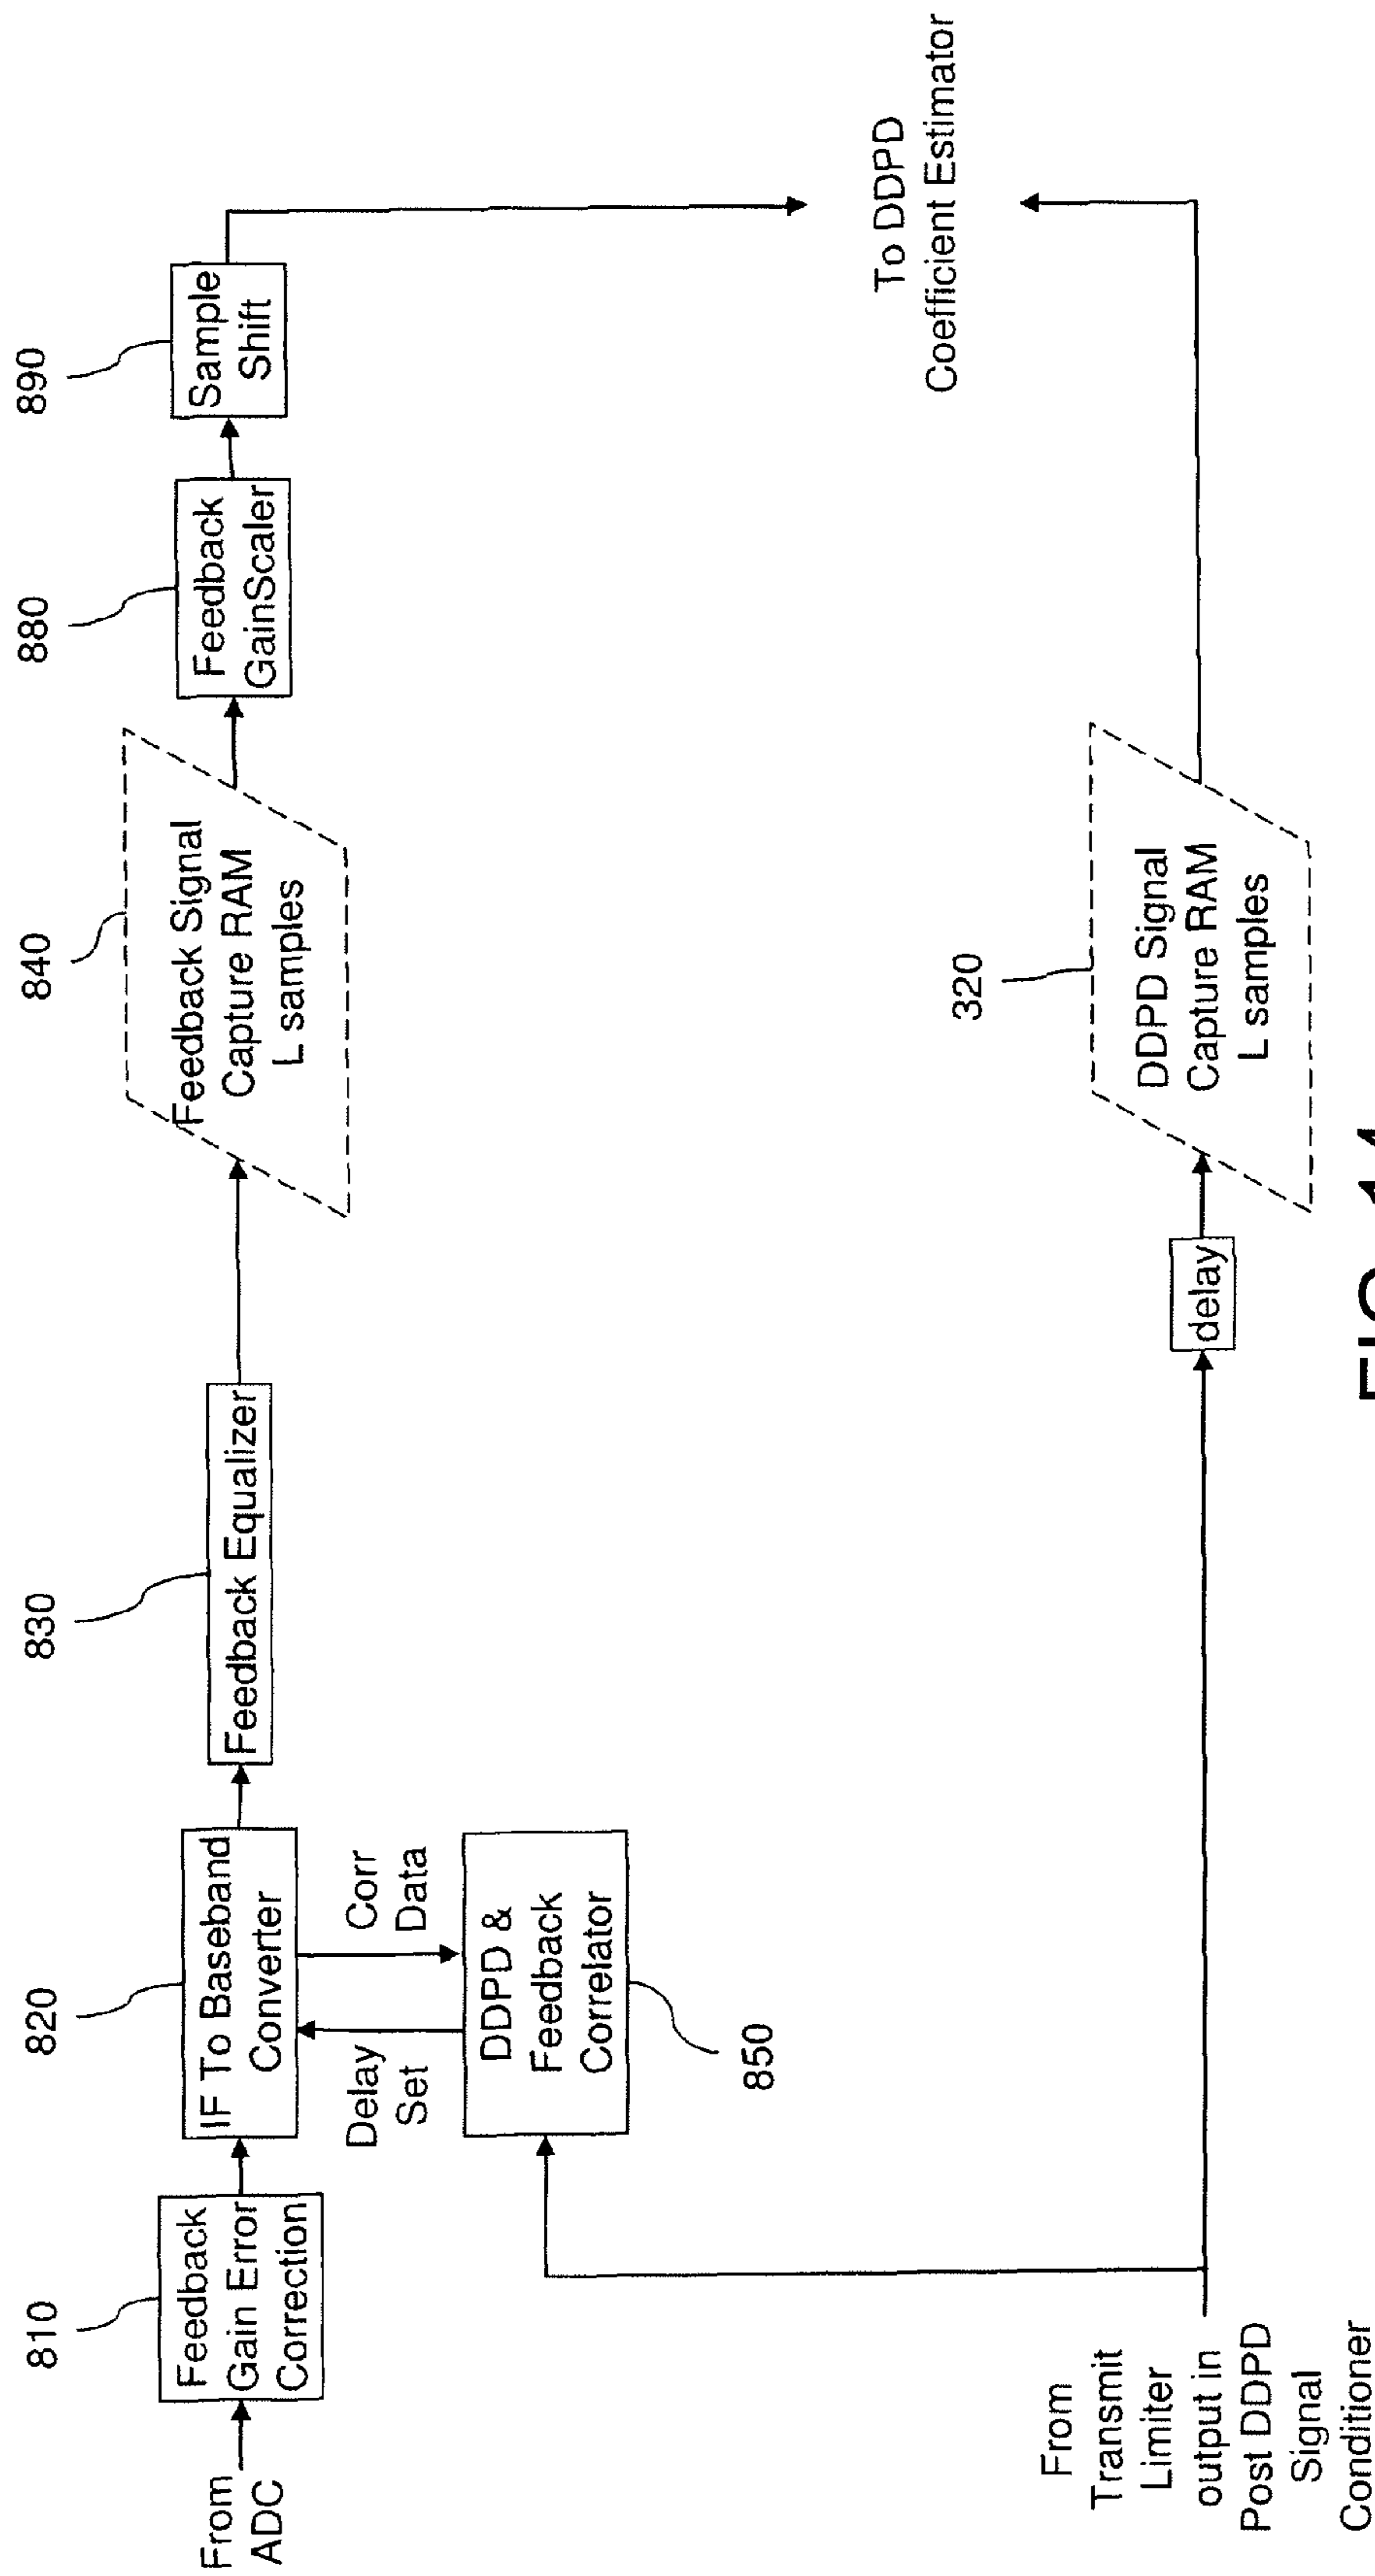 From
ADC
810
Feedback
Gain Error
Correction
820
IF To Baseband
Converter
Delay
Set
Corr
Data
DDPD &
Feedback
Correlator
850
830
Feedback Equalizer
840
Feedback Signal
Capture RAM
L samples
880
Feedback
GainScaler
890
Sample
Shift
To DDPD
Coefficient Estimator
From
Transmit
Limiter
output in
Post DDPD
Signal
Conditioner
delay
320
DDPD Signal
Capture RAM
L samples